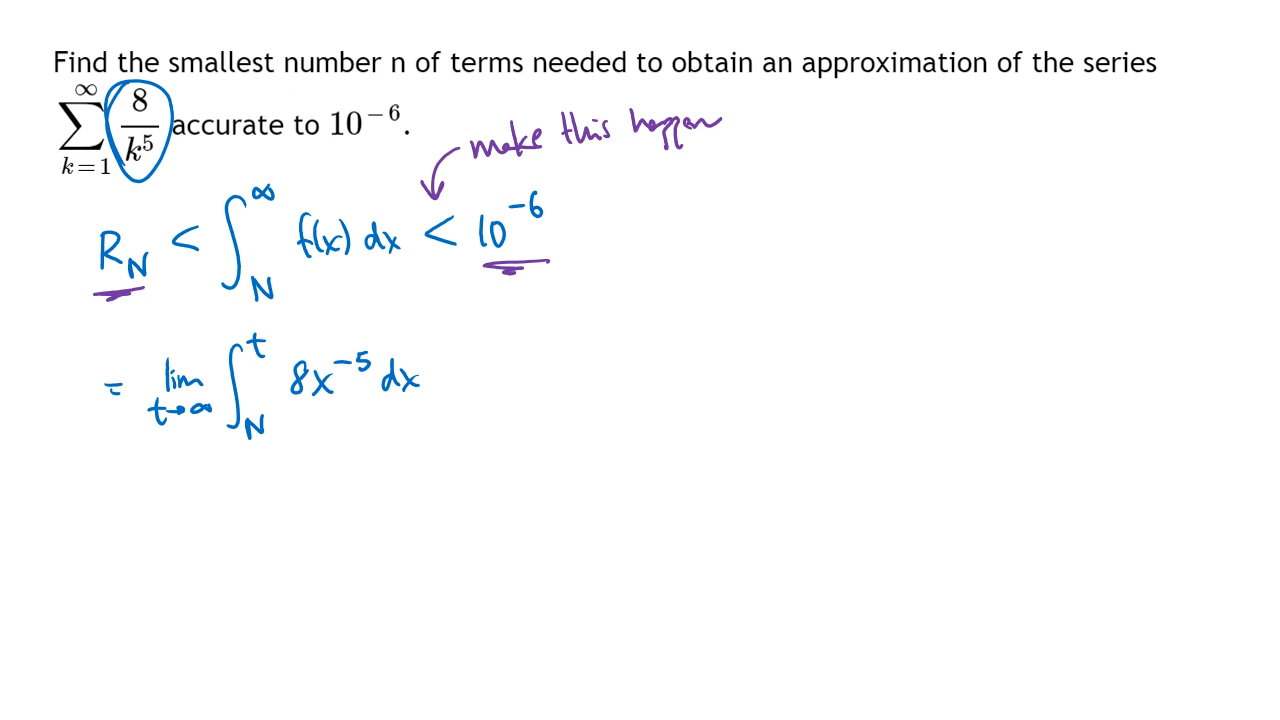 Find the smallest number n of terms needed to obtain an approximation of the series
∞
∑ 8/k⁵ accurate to 10⁻⁶.
k=1
make this happen
R_N < ∫_N^∞ f(x) dx < 10⁻⁶
= lim_{t→∞} ∫_N^t 8x⁻⁵ dx